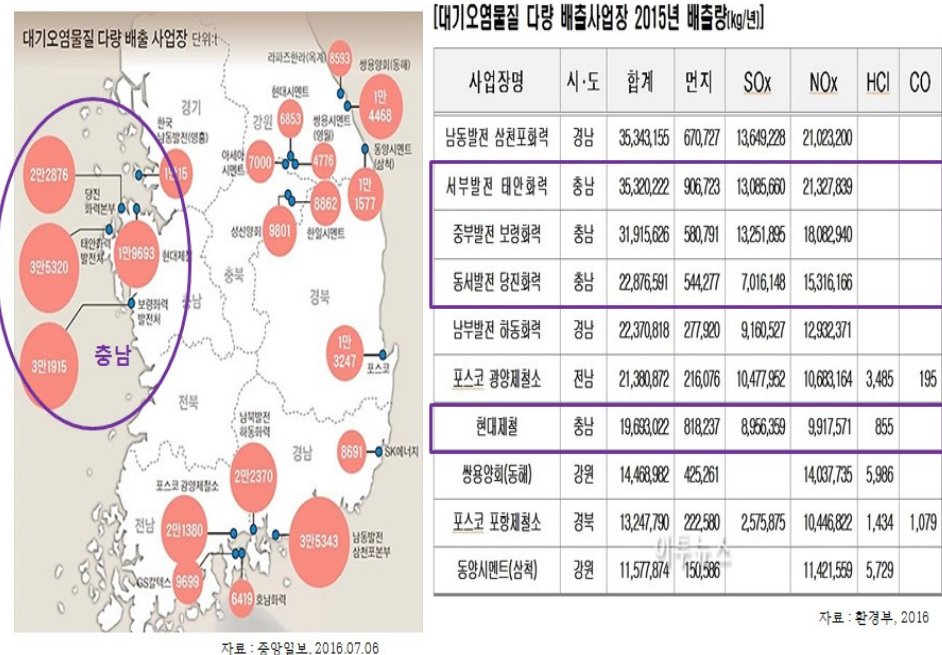 대기오염물질 다량 배출 사업장 단위:t
라파즈한라(옥계)
8593
쌍용양회(동해)
1만
4468
현대시멘트
6853
쌍용시멘트
(영월)
4776
경기
강원
아세아
시멘트
7000
동양시멘트
(삼척)
1만
1577
한국
남동발전(영흥)
2만2876
당진
화력본부
태안화력
발전처
3만5320
1만9693
현대제철
8862
한일시멘트
9801
성신양회
충북
충남
경북
보령화력
발전처
3만1915
충남
1만
3247
포스코
전북
남부발전
하동화력
2만2370
경남
8691
SK에너지
포스코 광양제철소
전남
2만1380
3만5343
남동발전
삼천포본부
GS칼텍스
9699
6419
호남화력
자료 : 중앙일보, 2016.07.06
[대기오염물질 다량 배출사업장 2015년 배출량(kg/년)]
사업장명 시·도 합계 먼지 SOx NOx HCl CO
남동발전 삼천포화력 경남 35,343,155 670,727 13,649,228 21,023,200
서부발전 태안화력 충남 35,320,222 906,723 13,085,660 21,327,839
중부발전 보령화력 충남 31,915,626 580,791 13,251,895 18,082,940
동서발전 당진화력 충남 22,876,591 544,277 7,016,148 15,316,166
남부발전 하동화력 경남 22,370,818 277,920 9,160,527 12,932,371
포스코 광양제철소 전남 21,380,872 216,076 10,477,952 10,683,164 3,485 195
현대제철 충남 19,693,022 818,237 8,956,359 9,917,571 855
쌍용양회(동해) 강원 14,468,982 425,261 14,037,735 5,986
포스코 포항제철소 경북 13,247,790 222,580 2,575,875 10,446,822 1,434 1,079
동양시멘트(삼척) 강원 11,577,874 150,586 11,421,559 5,729
자료 : 환경부, 2016